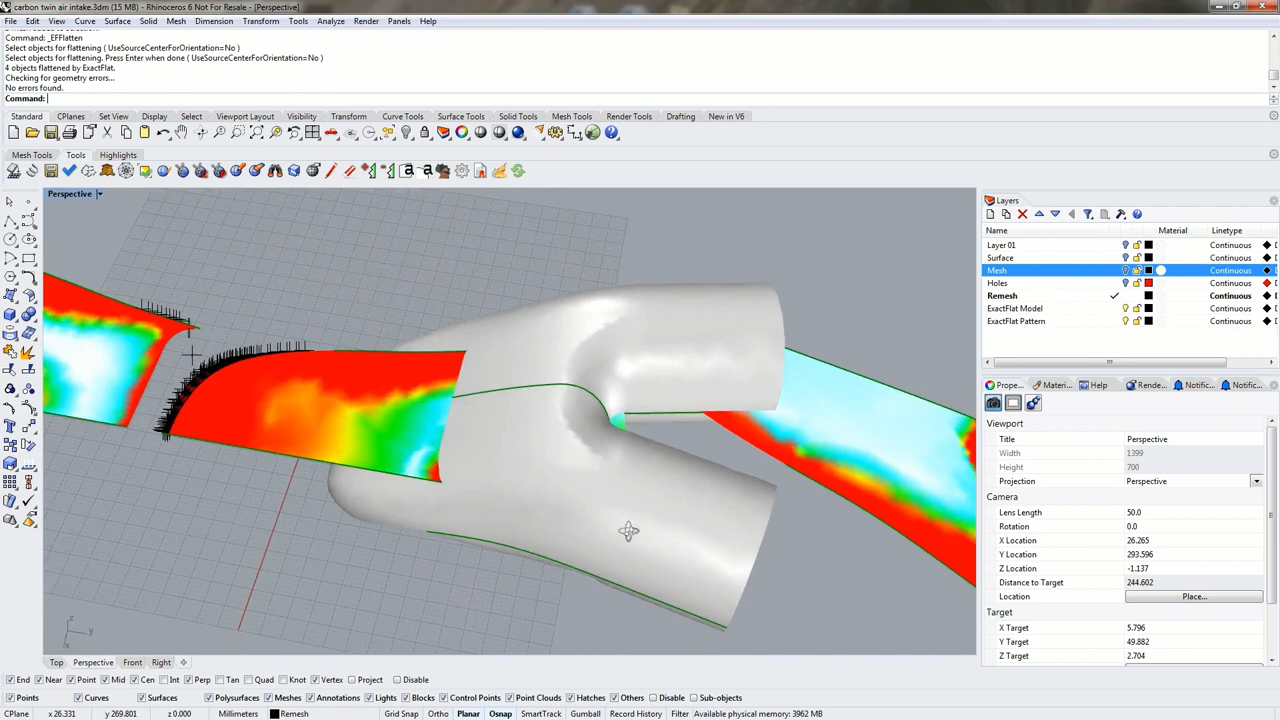 carbon twin air intake.3dm (15 MB) - Rhinoceros 6 Not For Resale - [Perspective]
File Edit View Curve Surface Solid Mesh Dimension Transform Tools Analyze Render Panels Help
Command: _EFFlatten
Select objects for flattening ( UseSourceCenterForOrientation=No )
Select objects for flattening. Press Enter when done ( UseSourceCenterForOrientation=No )
4 objects flattened by ExactFlat.
Checking for geometry errors...
No errors found.
Command:
Standard CPlanes Set View Display Select Viewport Layout Visibility Transform Curve Tools Surface Tools Solid Tools Mesh Tools Render Tools Drafting New in V6
Mesh Tools Tools Highlights
Perspective
Layers
Name Material Linetype
Layer 01 Continuous
Surface Continuous
Mesh Continuous
Holes Continuous
Remesh Continuous
ExactFlat Model Continuous
ExactFlat Pattern Continuous
Prope... Materi... Help Rende... Notific... Notific...
Viewport
Title Perspective
Width 1399
Height 700
Projection Perspective
Camera
Lens Length 50.0
Rotation 0.0
X Location 26.265
Y Location 293.596
Z Location -1.137
Distance to Target 244.602
Location Place...
Target
X Target 5.796
Y Target 49.882
Z Target 2.704
z
y
x
Top Perspective Front Right
End Near Point Mid Cen Int Perp Tan Quad Knot Vertex Project Disable
Points Curves Surfaces Polysurfaces Meshes Annotations Lights Blocks Control Points Point Clouds Hatches Others Disable Sub-objects
CPlane x 26.331 y 269.801 z 0.000 Millimeters Remesh Grid Snap Ortho Planar Osnap SmartTrack Gumball Record History Filter Available physical memory: 3962 MB